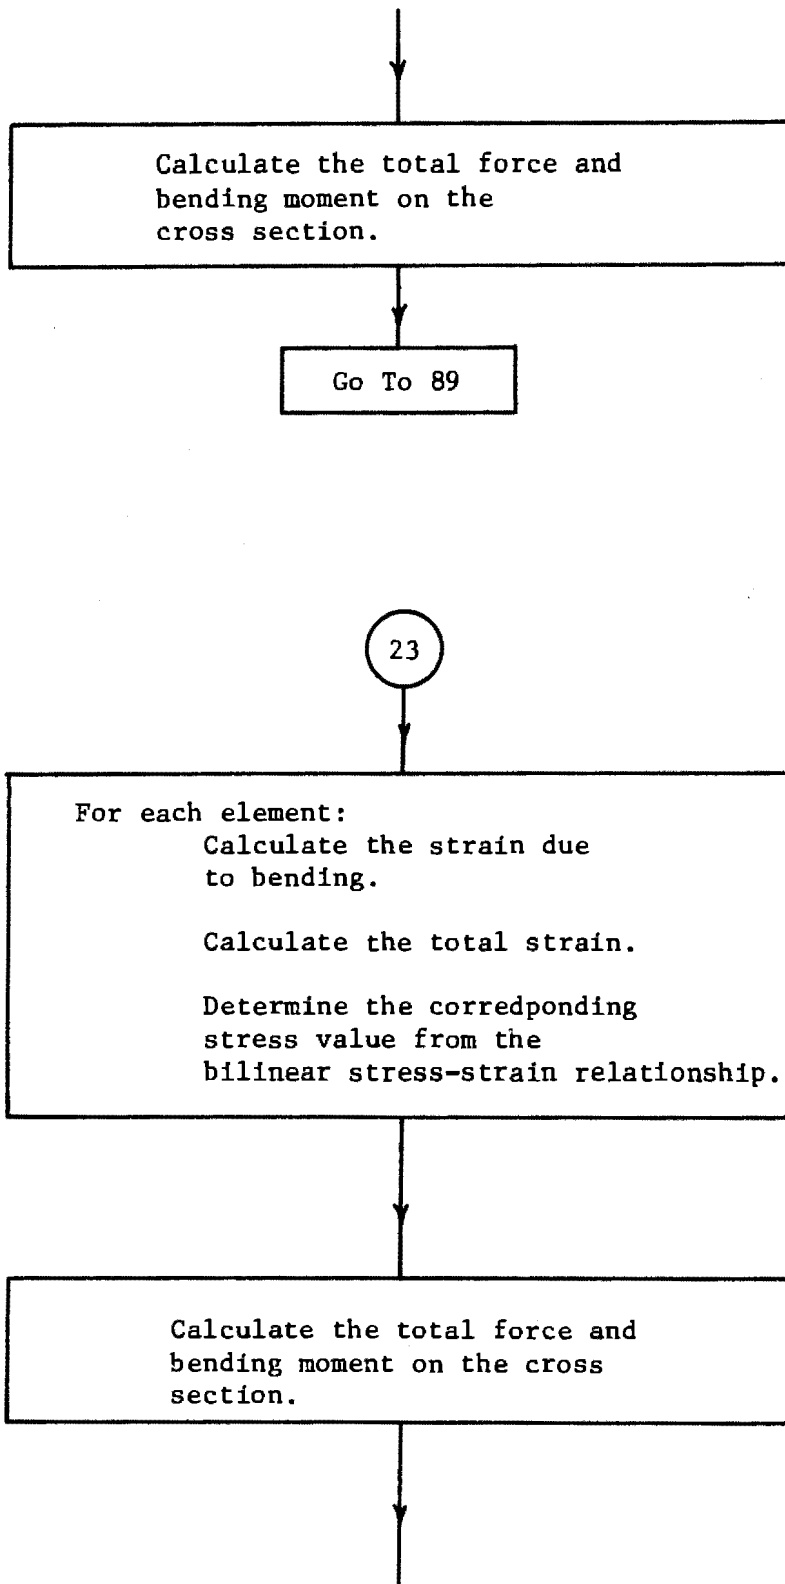 Calculate the total force and
bending moment on the
cross section.
Go To 89
23
For each element:
Calculate the strain due
to bending.
Calculate the total strain.
Determine the corredponding
stress value from the
bilinear stress-strain relationship.
Calculate the total force and
bending moment on the cross
section.